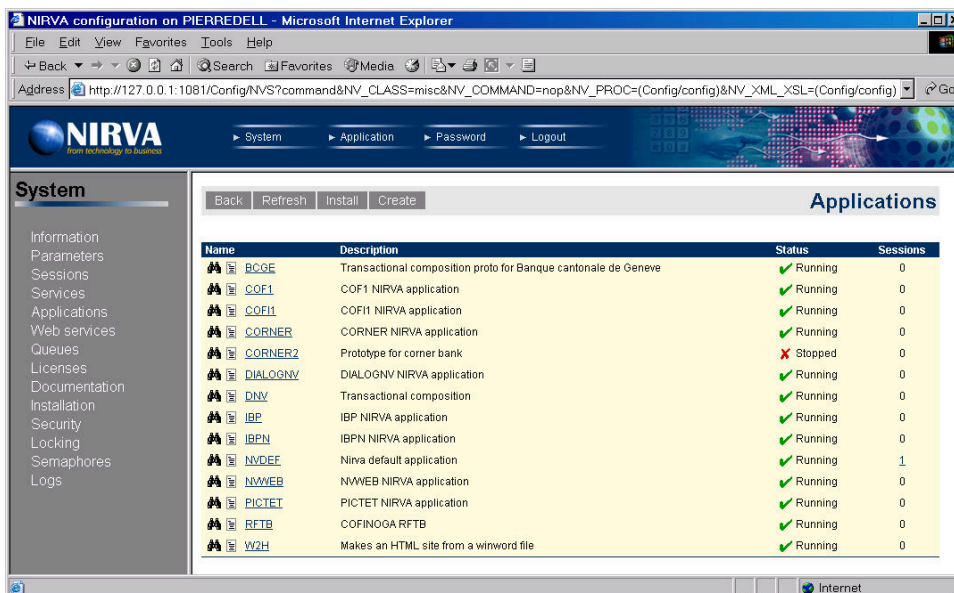 NIRVA configuration on PIERREDELL - Microsoft Internet Explorer
File Edit View Favorites Tools Help
Back Search Favorites Media
Address http://127.0.0.1:1081/Config/NVS?command&NV_CLASS=misc&NV_COMMAND=nop&NV_PROC=(Config/config)&NV_XML_XSL=(Config/config) Go
NIRVA
from technology to business
System Application Password Logout
System
Information
Parameters
Sessions
Services
Applications
Web services
Queues
Licenses
Documentation
Installation
Security
Locking
Semaphores
Logs
Back Refresh Install Create Applications
Name Description Status Sessions
BCGE Transactional composition proto for Banque cantonale de Geneve Running 0
COF1 COF1 NIRVA application Running 0
COFI1 COFI1 NIRVA application Running 0
CORNER CORNER NIRVA application Running 0
CORNER2 Prototype for corner bank Stopped 0
DIALOGNV DIALOGNV NIRVA application Running 0
DNV Transactional composition Running 0
IBP IBP NIRVA application Running 0
IBPN IBPN NIRVA application Running 0
NVDEF Nirva default application Running 1
NVWEB NVWEB NIRVA application Running 0
PICTET PICTET NIRVA application Running 0
RFTB COFINOGA RFTB Running 0
W2H Makes an HTML site from a winword file Running 0
Internet